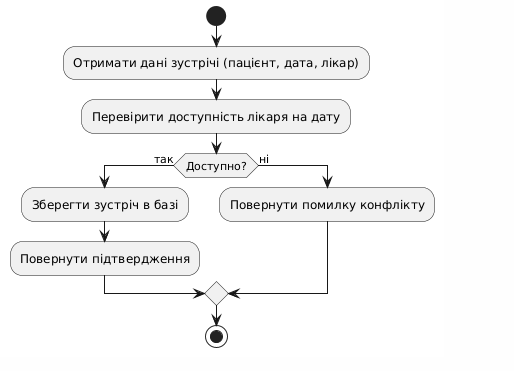 Отримати дані зустрічі (пацієнт, дата, лікар)
Перевірити доступність лікаря на дату
Доступно?
так
ні
Зберегти зустріч в базі
Повернути помилку конфлікту
Повернути підтвердження